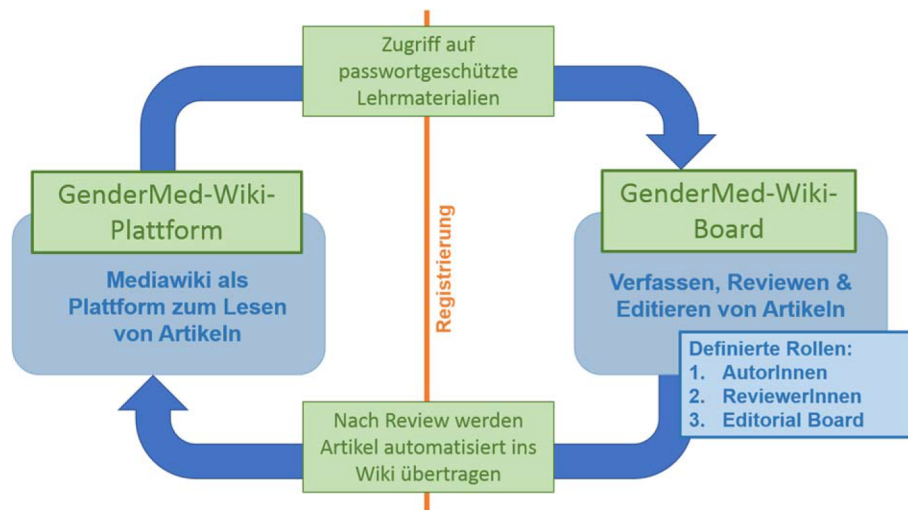 Zugriff auf
passwortgeschützte
Lehrmaterialien
GenderMed-Wiki-
Plattform
Mediawiki als
Plattform zum Lesen
von Artikeln
Registrierung
GenderMed-Wiki-
Board
Verfassen, Reviewen &
Editieren von Artikeln
Definierte Rollen:
1. AutorInnen
2. ReviewerInnen
3. Editorial Board
Nach Review werden
Artikel automatisiert ins
Wiki übertragen